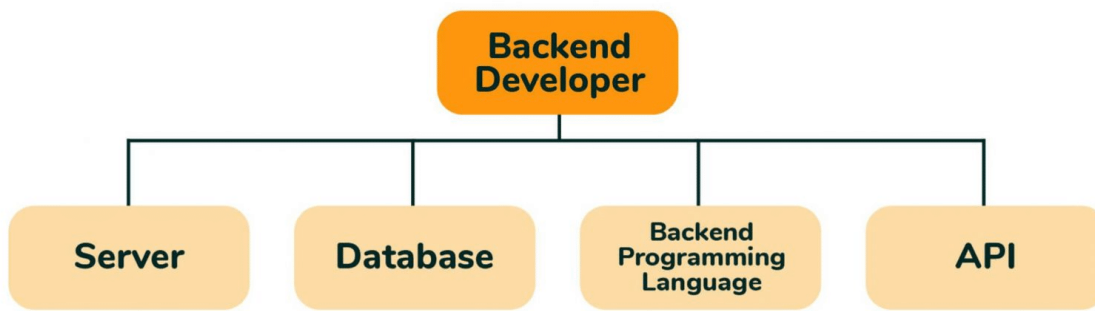 Backend
Developer
Server
Database
Backend
Programming
Language
API